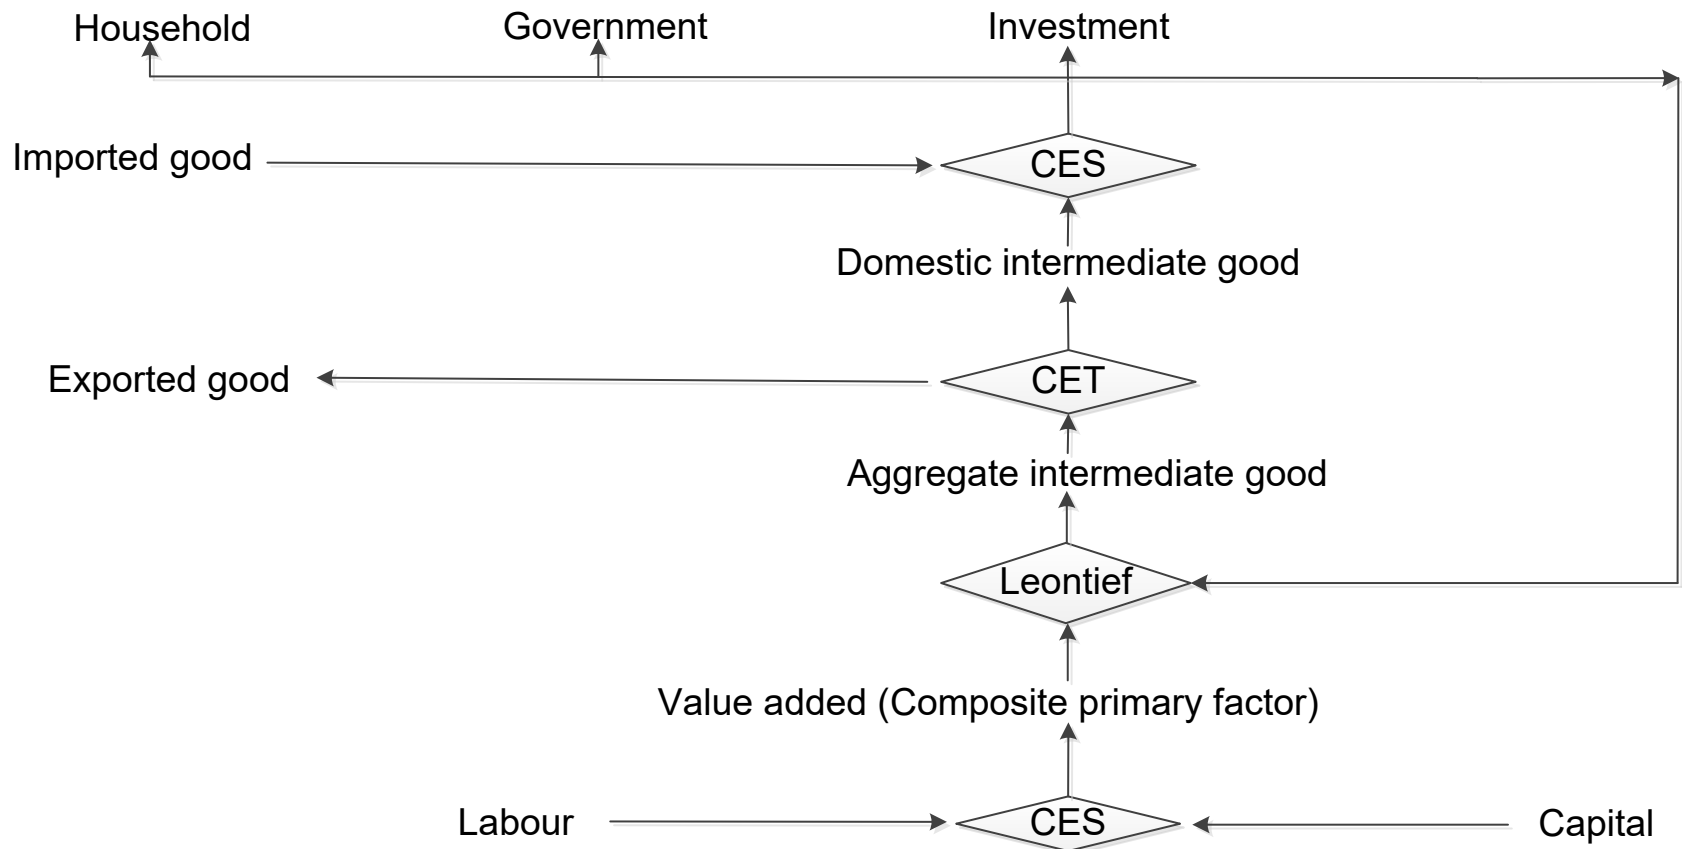 Household
Government
Investment
Imported good
CES
Domestic intermediate good
Exported good
CET
Aggregate intermediate good
Leontief
Value added (Composite primary factor)
Labour
CES
Capital